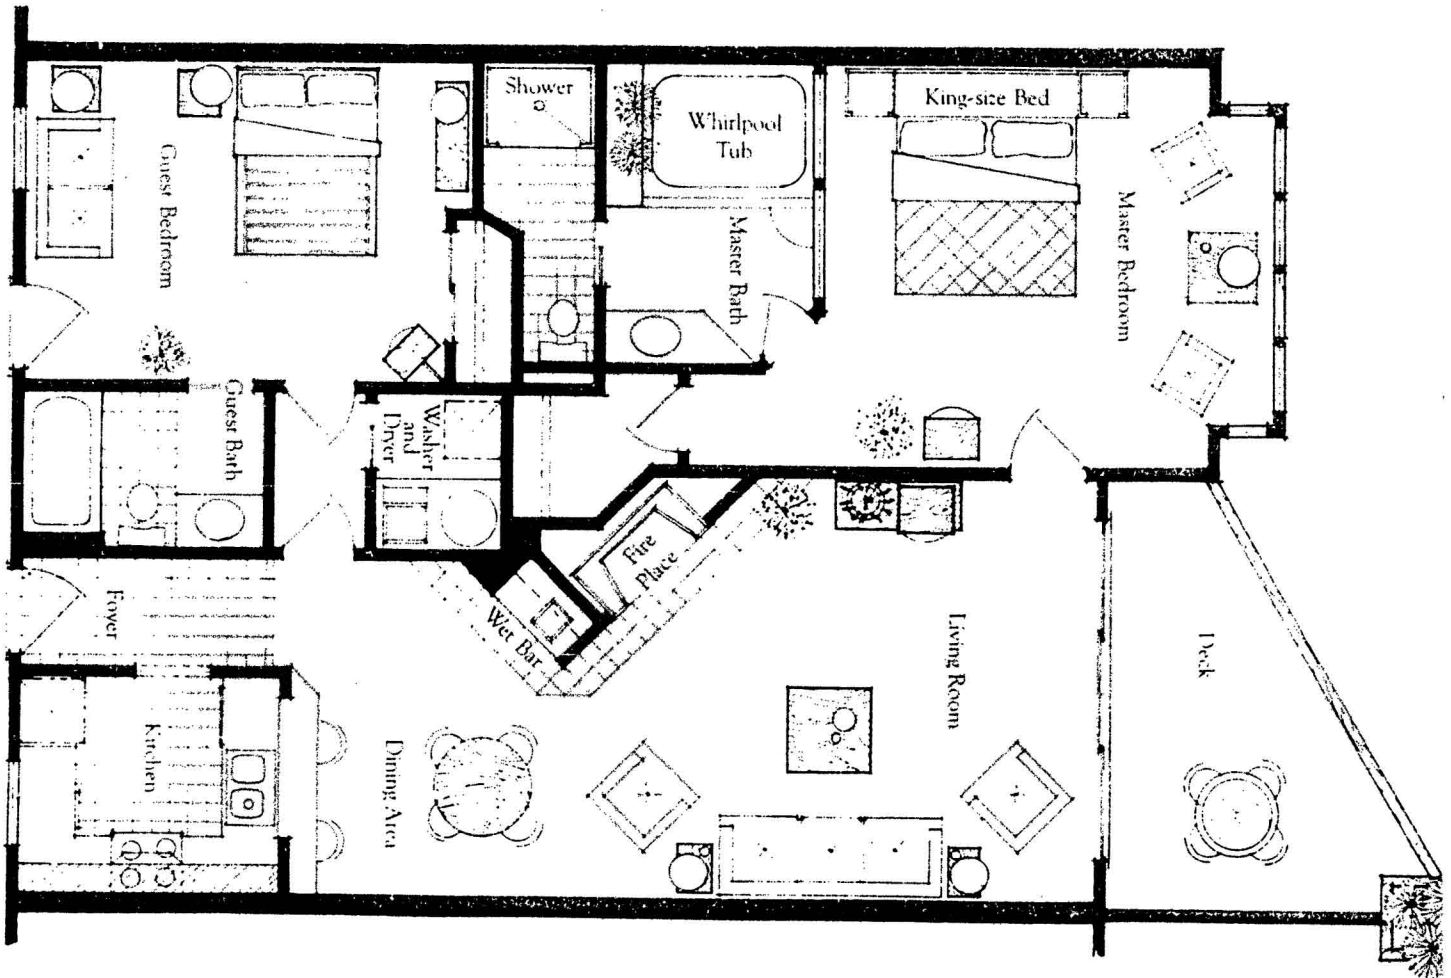 Shower
Whirlpool
Tub
King-size Bed
Guest Bedroom
Master Bath
Master Bedroom
Guest Bath
Washer
and
Dryer
Fire
Place
Wet Bar
Foyer
Living Room
Deck
Kitchen
Dining Area